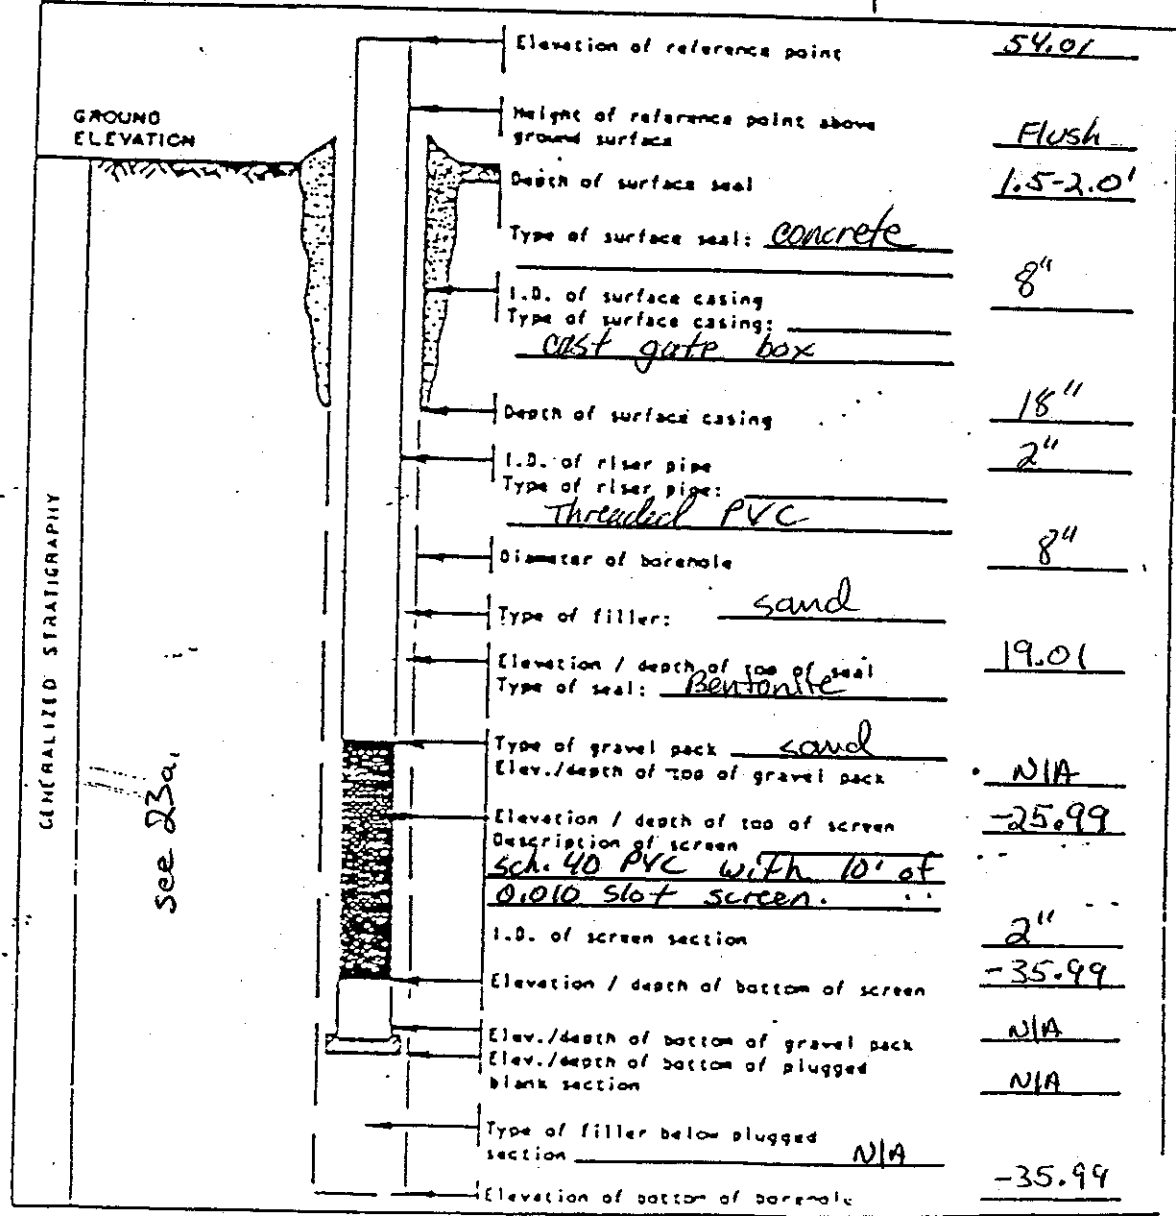 Elevation of reference point 54.01
GROUND
ELEVATION
Height of reference point above
ground surface Flush
Depth of surface seal 1.5-2.0'
Type of surface seal: concrete
I.D. of surface casing 8"
Type of surface casing:
cast gate box
Depth of surface casing 18"
I.D. of riser pipe 2"
Type of riser pipe:
Threaded PVC
Diameter of borehole 8"
Type of filler: sand
Elevation / depth of top of seal 19.01
Type of seal: Bentonite
Type of gravel pack sand
Elev./depth of top of gravel pack N/A
Elevation / depth of top of screen -25.99
Description of screen
Sch. 40 PVC with 10' of
0.010 slot screen.
I.D. of screen section 2"
Elevation / depth of bottom of screen -35.99
Elev./depth of bottom of gravel pack N/A
Elev./depth of bottom of plugged
blank section N/A
Type of filler below plugged
section N/A
Elevation of bottom of borehole -35.99
GENERALIZED STRATIGRAPHY
see 23a.